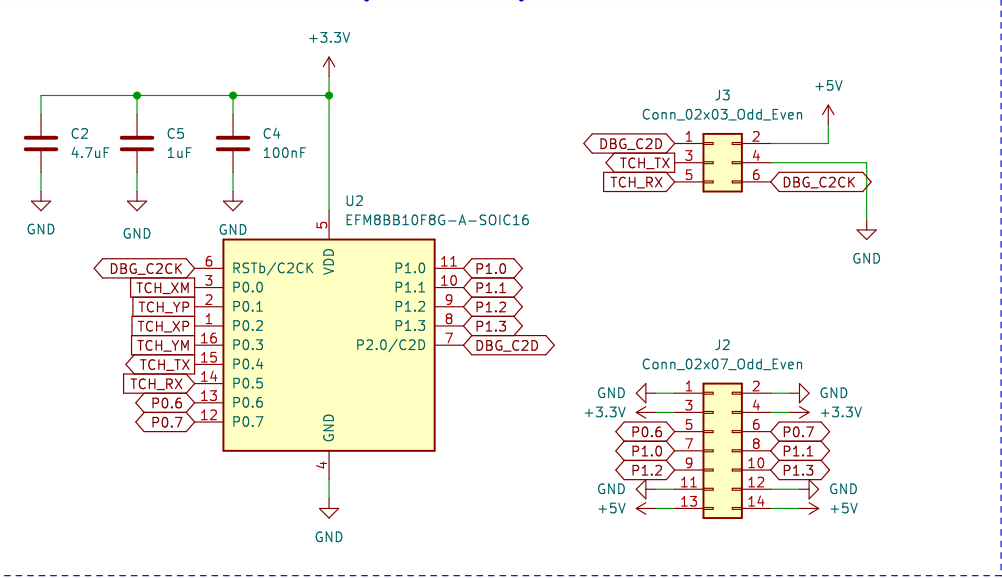 +3.3V
C2
4.7uF
C5
1uF
C4
100nF
GND
GND
GND
U2
EFM8BB10F8G-A-SOIC16
5
VDD
DBG_C2CK 6 RSTb/C2CK
TCH_XM 3 P0.0
TCH_YP 2 P0.1
TCH_XP 1 P0.2
TCH_YM 16 P0.3
TCH_TX 15 P0.4
TCH_RX 14 P0.5
P0.6 13 P0.6
P0.7 12 P0.7
P1.0 11 P1.0
P1.1 10 P1.1
P1.2 9 P1.2
P1.3 8 P1.3
P2.0/C2D 7 DBG_C2D
GND
4
GND
J3
Conn_02x03_Odd_Even
+5V
DBG_C2D 1 2
TCH_TX 3 4
TCH_RX 5 6 DBG_C2CK
GND
J2
Conn_02x07_Odd_Even
GND 1 2 GND
+3.3V 3 4 +3.3V
P0.6 5 6 P0.7
P1.0 7 8 P1.1
P1.2 9 10 P1.3
GND 11 12 GND
+5V 13 14 +5V